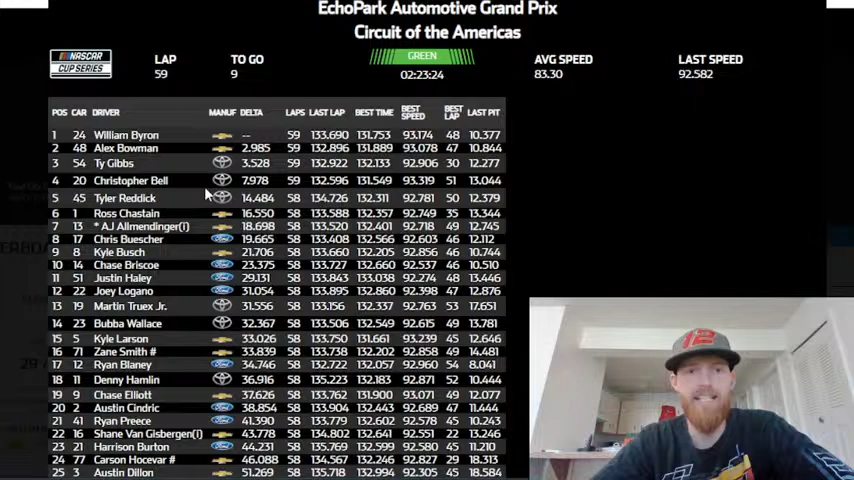 EchoPark Automotive Grand Prix
Circuit of the Americas
NASCAR CUP SERIES
LAP TO GO GREEN AVG SPEED LAST SPEED
59 9 02:23:24 83.30 92.582
POS CAR DRIVER MANUF DELTA LAPS LAST LAP BEST TIME BEST SPEED BEST LAP LAST PIT
1 24 William Byron -- 59 133.690 131.753 93.174 48 10.377
2 48 Alex Bowman 2.985 59 132.896 131.889 93.078 47 10.844
3 54 Ty Gibbs 3.528 59 132.922 132.133 92.906 30 12.277
4 20 Christopher Bell 7.978 59 132.596 131.549 93.319 51 13.044
5 45 Tyler Reddick 14.484 58 134.726 132.311 92.781 50 12.379
6 1 Ross Chastain 16.550 58 133.588 132.357 92.749 35 13.344
7 13 * AJ Allmendinger(i) 18.698 58 133.520 132.401 92.718 49 12.745
8 17 Chris Buescher 19.665 58 133.408 132.566 92.603 46 12.112
9 8 Kyle Busch 21.706 58 133.660 132.205 92.856 46 10.744
10 14 Chase Briscoe 23.375 58 133.727 132.660 92.537 46 10.510
11 51 Justin Haley 29.131 58 133.843 133.038 92.274 48 13.446
12 22 Joey Logano 31.054 58 133.895 132.860 92.398 47 12.876
13 19 Martin Truex Jr. 31.556 58 133.156 132.337 92.763 53 17.651
14 23 Bubba Wallace 32.367 58 133.506 132.549 92.615 49 13.781
15 5 Kyle Larson 33.026 58 133.750 131.661 93.239 45 12.646
16 71 Zane Smith # 33.839 58 133.738 132.202 92.858 49 14.481
17 12 Ryan Blaney 34.746 58 132.722 132.057 92.960 54 8.041
18 11 Denny Hamlin 36.916 58 135.223 132.183 92.871 52 10.444
19 9 Chase Elliott 37.626 58 133.762 131.900 93.071 49 12.077
20 2 Austin Cindric 38.854 58 133.904 132.443 92.689 47 11.444
21 41 Ryan Preece 41.390 58 133.779 132.602 92.578 45 10.243
22 16 Shane Van Gisbergen(i) 43.778 58 134.802 132.641 92.551 22 13.246
23 21 Harrison Burton 44.231 58 135.769 132.599 92.580 45 11.210
24 77 Carson Hocevar # 46.088 58 134.567 132.246 92.827 29 18.313
25 3 Austin Dillon 51.269 58 135.718 132.994 92.305 45 18.584